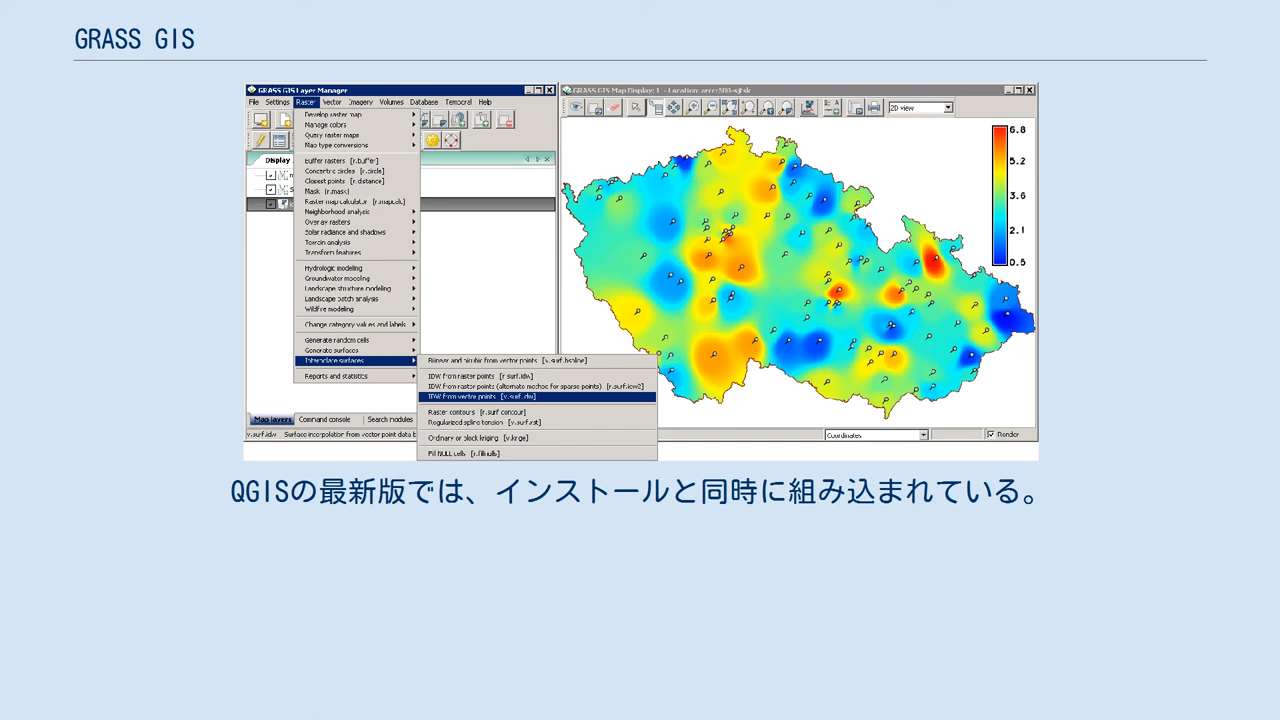 GRASS GIS
GRASS GIS Layer Manager
File Settings Raster Vector Imagery Volumes Database Temporal Help
Develop raster map
Manage colors
Query raster maps
Map type conversions
Buffer rasters [r.buffer]
Concentric circles [r.circle]
Closest points [r.distance]
Mask [r.mask]
Raster map calculator [r.mapcalc]
Neighborhood analysis
Overlay rasters
Solar radiance and shadows
Terrain analysis
Transform features
Hydrologic modeling
Groundwater modeling
Landscape structure modeling
Landscape patch analysis
Wildfire modeling
Change category values and labels
Generate random cells
Generate surfaces
Interpolate surfaces
Reports and statistics
Display
Bilinear and bicubic from vector points [v.surf.bspline]
IDW from raster points [r.surf.idw]
IDW from raster points (alternate method for sparse points) [r.surf.idw2]
IDW from vector points [v.surf.idw]
Raster contours [r.surf.contour]
Regularized spline tension [v.surf.rst]
Ordinary or block kriging [v.krige]
Fill NULL cells [r.fillnulls]
Map layers Command console Search modules
v.surf.idw Surface interpolation from vector point data b
GRASS GIS Map Display: 1 - Location:
2D view
6.8
5.2
3.6
2.1
0.5
Coordinates
Render
QGISの最新版では、インストールと同時に組み込まれている。